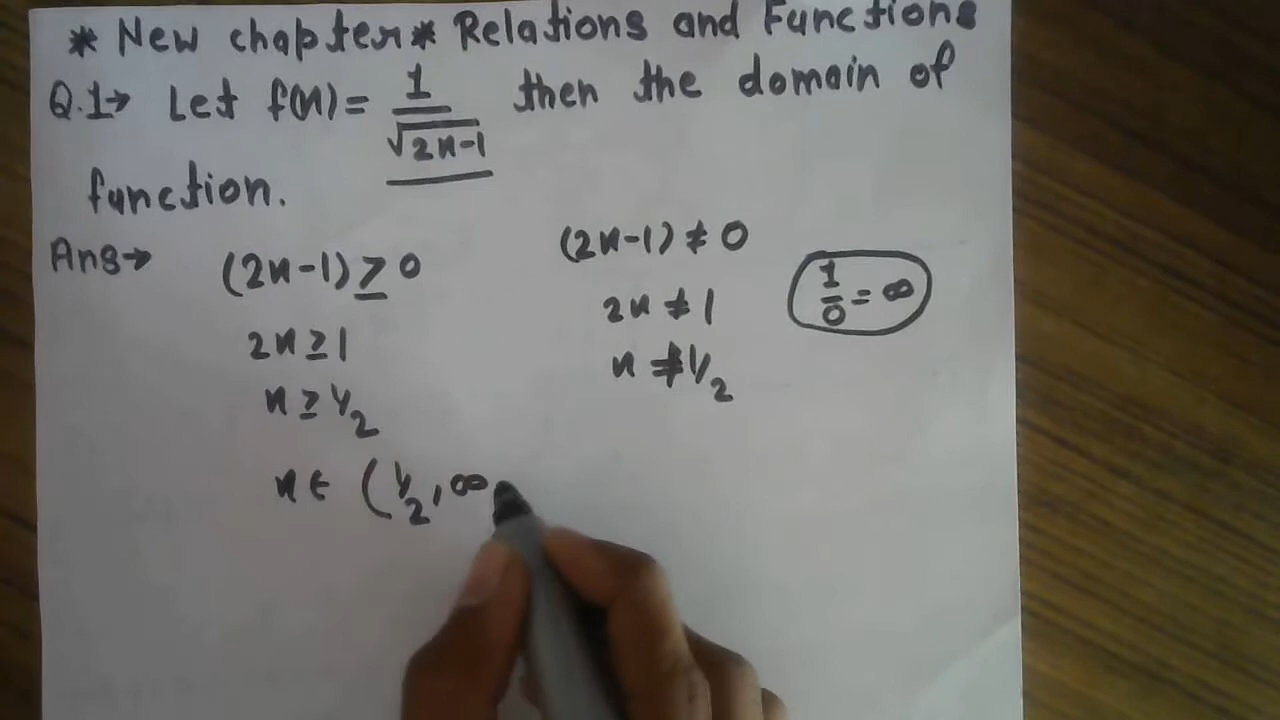 * New chapter * Relations and Functions
Q.1→ Let f(x) = 1/√2x-1 then the domain of
function.
Ans→ (2x-1) ≥ 0 (2x-1) ≠ 0
1/0 = ∞
2x ≥ 1 2x ≠ 1
x ≥ 1/2 x ≠ 1/2
x ∈ (1/2, ∞